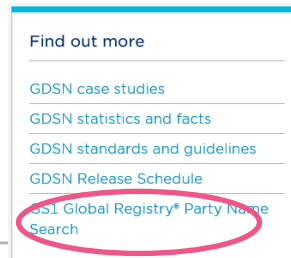 Find out more
GDSN case studies
GDSN statistics and facts
GDSN standards and guidelines
GDSN Release Schedule
GS1 Global Registry® Party Name
Search